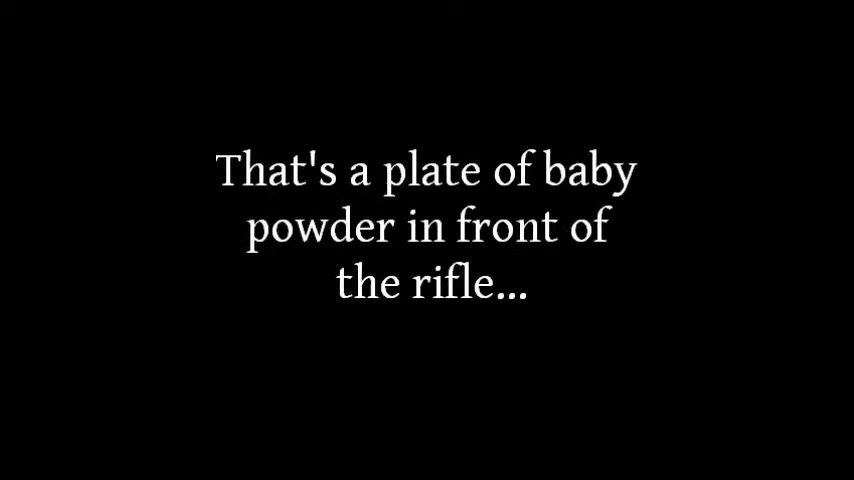 That's a plate of baby
powder in front of
the rifle...